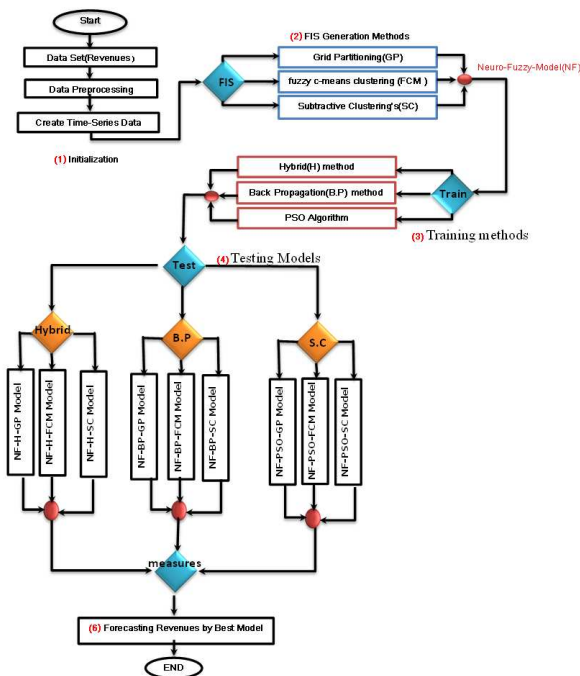 Start
Data Set(Revenues)
Data Preprocessing
Create Time-Series Data
(1) Initialization
(2) FIS Generation Methods
FIS
Grid Partitioning(GP)
fuzzy c-means clustering (FCM )
Subtractive Clustering's(SC)
Neuro-Fuzzy-Model(NF)
Hybrid(H) method
Back Propagation(B.P) method
PSO Algorithm
Train
(3) Training methods
Test
(4) Testing Models
Hybrid
B.P
S.C
NF-H-GP Model
NF-H-FCM Model
NF-H-SC Model
NF-BP-GP Model
NF-BP-FCM Model
NF-BP-SC Model
NF-PSO-GP Model
NF-PSO-FCM Model
NF-PSO-SC Model
measures
(6) Forecasting Revenues by Best Model
END